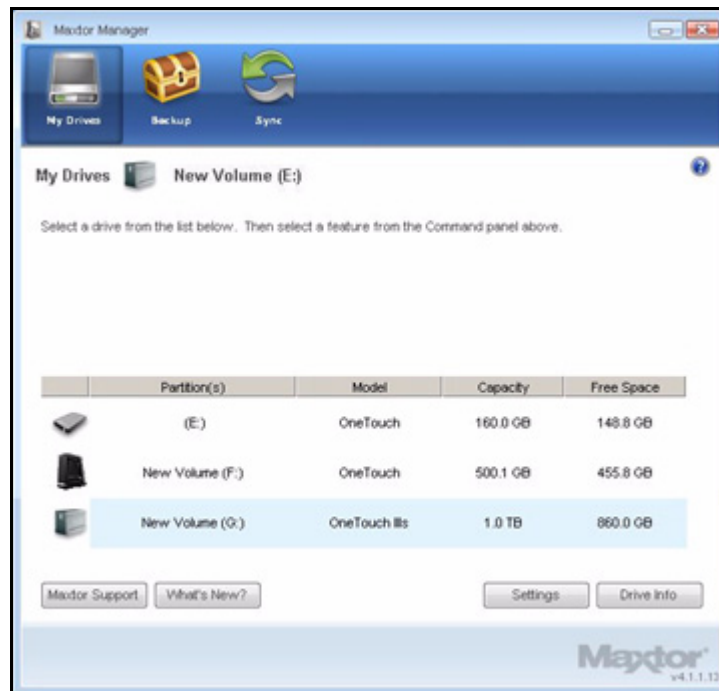 Maxtor Manager
My Drives Backup Sync
My Drives New Volume (E:)
Select a drive from the list below. Then select a feature from the Command panel above.
Partition(s) Model Capacity Free Space
(E:) OneTouch 160.0 GB 148.8 GB
New Volume (F:) OneTouch 500.1 GB 455.8 GB
New Volume (G:) OneTouch IIIs 1.0 TB 860.0 GB
Maxtor Support What's New? Settings Drive Info
Maxtor